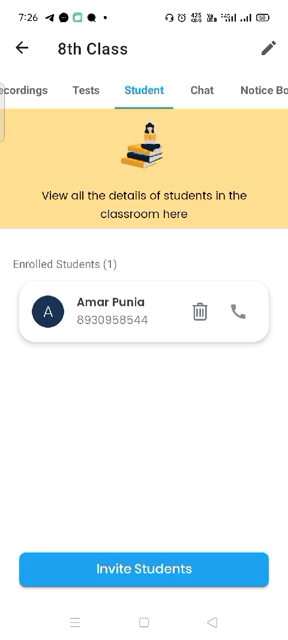 7:26
8th Class
ecordings Tests Student Chat Notice Bo
View all the details of students in the
classroom here
Enrolled Students (1)
A
Amar Punia
8930958544
Invite Students